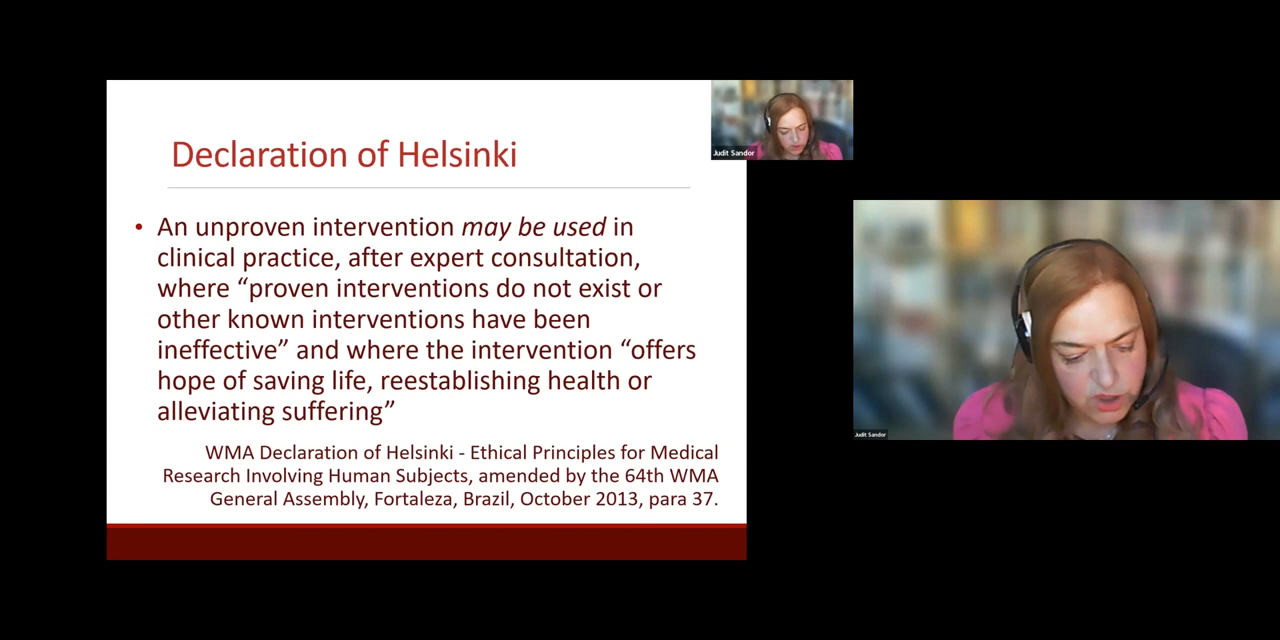 Declaration of Helsinki
• An unproven intervention may be used in
clinical practice, after expert consultation,
where “proven interventions do not exist or
other known interventions have been
ineffective” and where the intervention “offers
hope of saving life, reestablishing health or
alleviating suffering”
WMA Declaration of Helsinki - Ethical Principles for Medical
Research Involving Human Subjects, amended by the 64th WMA
General Assembly, Fortaleza, Brazil, October 2013, para 37.
Judit Sandor
Judit Sandor